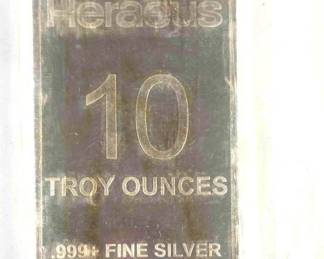 Heraeus
10
TROY OUNCES
.999+ FINE SILVER